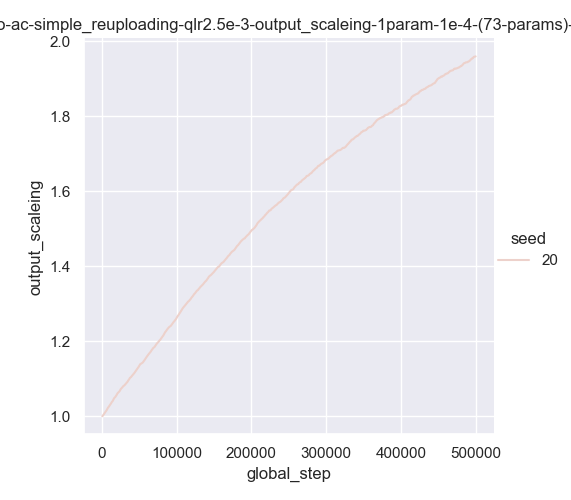 o-ac-simple_reuploading-qlr2.5e-3-output_scaleing-1param-1e-4-(73-params)-
2.0
1.8
1.6
1.4
1.2
1.0
output_scaleing
0 100000 200000 300000 400000 500000
global_step
seed
20